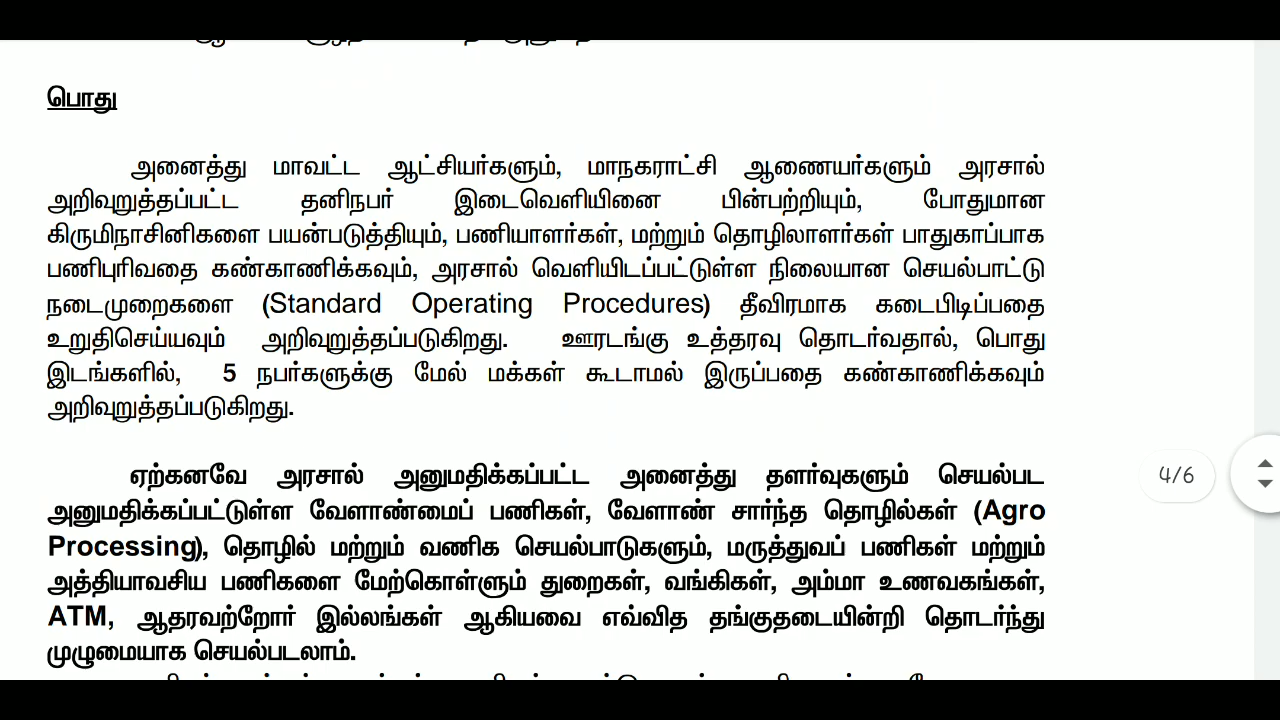 பொது
அனைத்து மாவட்ட ஆட்சியர்களும், மாநகராட்சி ஆணையர்களும் அரசால்
அறிவுறுத்தப்பட்ட தனிநபர் இடைவெளியினை பின்பற்றியும், போதுமான
கிருமிநாசினிகளை பயன்படுத்தியும், பணியாளர்கள், மற்றும் தொழிலாளர்கள் பாதுகாப்பாக
பணிபுரிவதை கண்காணிக்கவும், அரசால் வெளியிடப்பட்டுள்ள நிலையான செயல்பாட்டு
நடைமுறைகளை (Standard Operating Procedures) தீவிரமாக கடைபிடிப்பதை
உறுதிசெய்யவும் அறிவுறுத்தப்படுகிறது. ஊரடங்கு உத்தரவு தொடர்வதால், பொது
இடங்களில், 5 நபர்களுக்கு மேல் மக்கள் கூடாமல் இருப்பதை கண்காணிக்கவும்
அறிவுறுத்தப்படுகிறது.
ஏற்கனவே அரசால் அனுமதிக்கப்பட்ட அனைத்து தளர்வுகளும் செயல்பட
அனுமதிக்கப்பட்டுள்ள வேளாண்மைப் பணிகள், வேளாண் சார்ந்த தொழில்கள் (Agro
Processing), தொழில் மற்றும் வணிக செயல்பாடுகளும், மருத்துவப் பணிகள் மற்றும்
அத்தியாவசிய பணிகளை மேற்கொள்ளும் துறைகள், வங்கிகள், அம்மா உணவகங்கள்,
ATM, ஆதரவற்றோர் இல்லங்கள் ஆகியவை எவ்வித தங்குதடையின்றி தொடர்ந்து
முழுமையாக செயல்படலாம்.
4/6